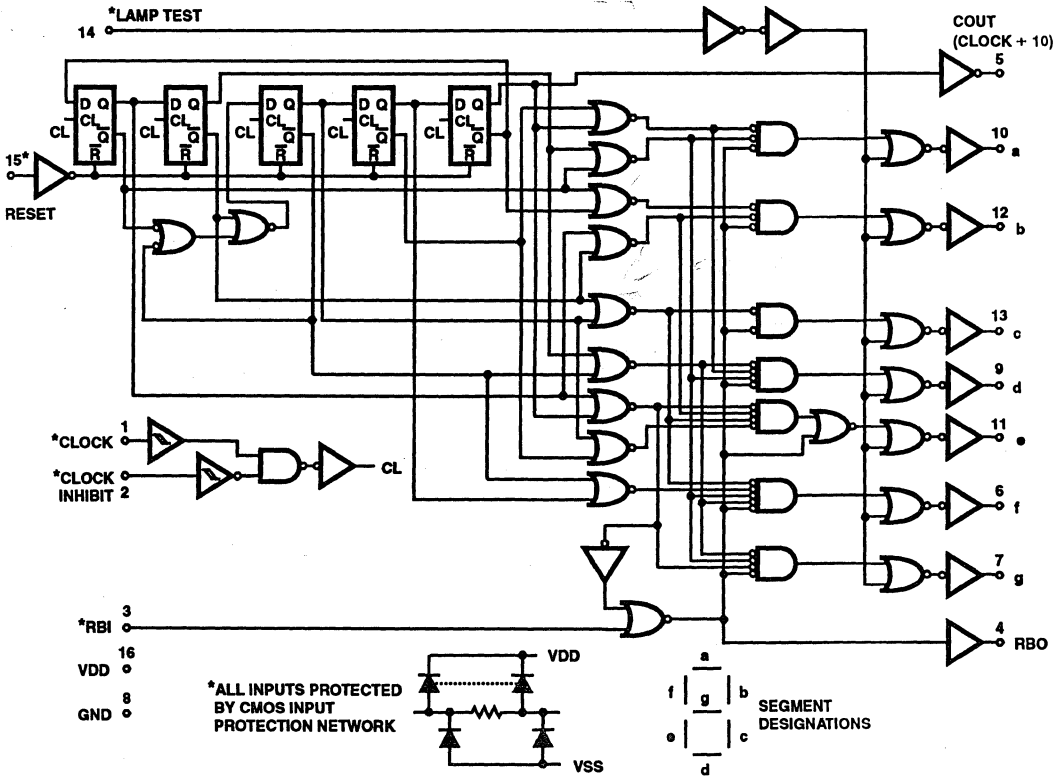 *LAMP TEST
14
COUT
(CLOCK ÷ 10)
5
D Q
CL
CL
Q
R
D Q
CL
CL
Q
R
D Q
CL
CL
Q
R
D Q
CL
CL
Q
R
D Q
CL
CL
Q
R
10
a
15*
RESET
12
b
13
c
9
d
11
e
1
*CLOCK
*CLOCK
INHIBIT 2
CL
6
f
7
g
3
*RBI
4
RBO
16
VDD
8
GND
*ALL INPUTS PROTECTED
BY CMOS INPUT
PROTECTION NETWORK
VDD
VSS
a
f g b
e c
d
SEGMENT
DESIGNATIONS